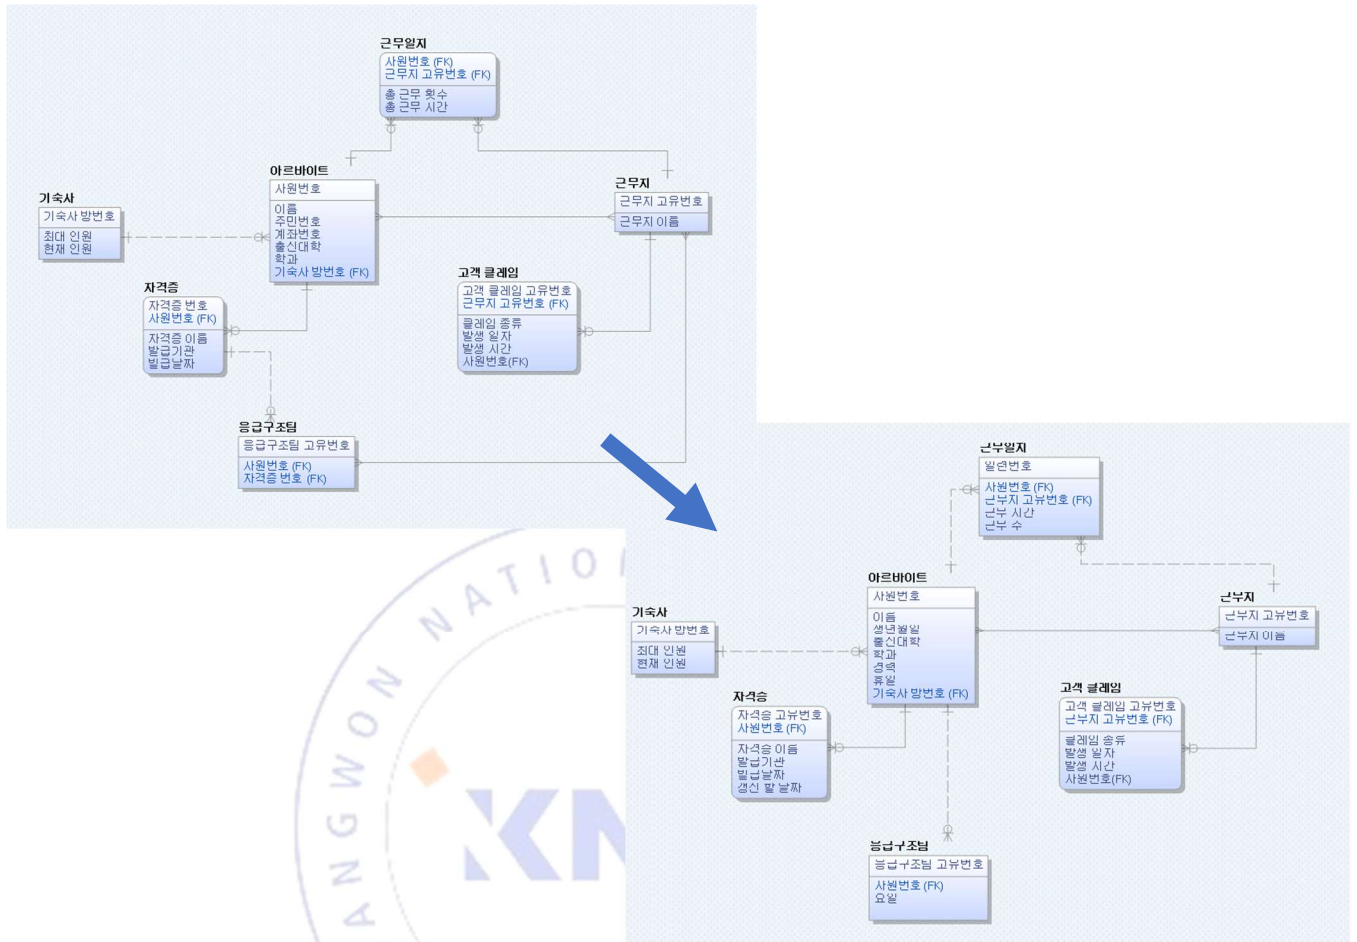 근무일지
사원번호 (FK)
근무지 고유번호 (FK)
총 근무 횟수
총 근무 시간
아르바이트
사원번호
이름
주민번호
계좌번호
출신대학
학과
기숙사 방번호 (FK)
근무지
근무지 고유번호
근무지 이름
기숙사
기숙사 방번호
최대 인원
현재 인원
자격증
자격증 번호
사원번호 (FK)
자격증 이름
발급기관
발급날짜
고객 클레임
고객 클레임 고유번호
근무지 고유번호 (FK)
클레임 종류
발생 일자
발생 시간
사원번호(FK)
응급구조팀
응급구조팀 고유번호
사원번호 (FK)
자격증 번호 (FK)
근무일지
일련번호
사원번호 (FK)
근무지 고유번호 (FK)
근무 시간
근무 수
아르바이트
사원번호
이름
생년월일
출신대학
학과
경력
휴일
기숙사 방번호 (FK)
근무지
근무지 고유번호
근무지 이름
기숙사
기숙사 방번호
최대 인원
현재 인원
자격증
자격증 고유번호
사원번호 (FK)
자격증 이름
발급기관
발급날짜
갱신 할 날짜
고객 클레임
고객 클레임 고유번호
근무지 고유번호 (FK)
클레임 종류
발생 일자
발생 시간
사원번호(FK)
응급구조팀
응급구조팀 고유번호
사원번호 (FK)
요일
ANGWON NATIO
KN